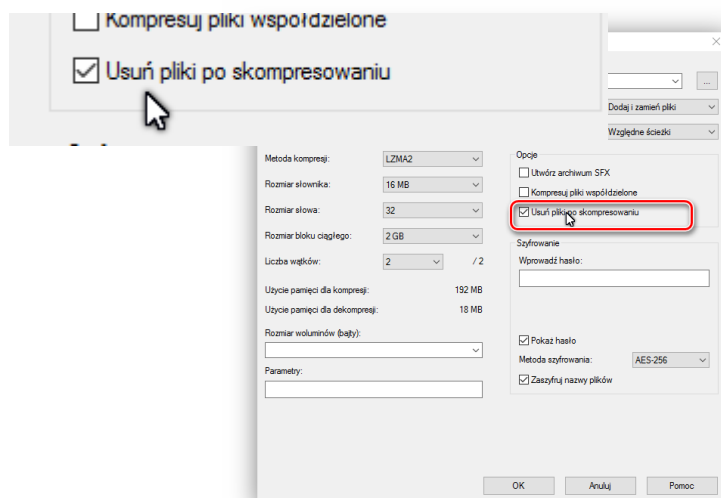 Kompresuj pliki współdzielone
Usuń pliki po skompresowaniu
...
Dodaj i zamień pliki
Względne ścieżki
Metoda kompresji: LZMA2
Rozmiar słownika: 16 MB
Rozmiar słowa: 32
Rozmiar bloku ciągłego: 2 GB
Liczba wątków: 2 / 2
Użycie pamięci dla kompresji: 192 MB
Użycie pamięci dla dekompresji: 18 MB
Rozmiar woluminów (bajty):
Parametry:
Opcje
Utwórz archiwum SFX
Kompresuj pliki współdzielone
Usuń pliki po skompresowaniu
Szyfrowanie
Wprowadź hasło:
Pokaż hasło
Metoda szyfrowania: AES-256
Zaszyfruj nazwy plików
OK Anuluj Pomoc